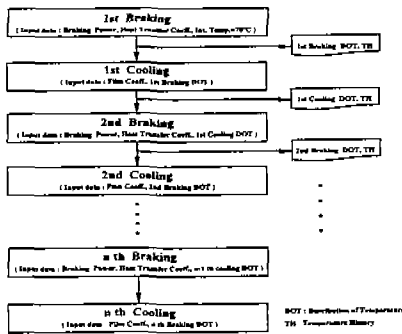 1st Braking
( Input data : Braking Power, Heat Transfer Coeff., Int. Temp.=70°C )
1st Braking DOT, TH
1st Cooling
( Input data : Film Coeff., 1st Braking DOT )
1st Cooling DOT, TH
2nd Braking
( Input data : Braking Power, Heat Transfer Coeff., 1st Cooling DOT )
2nd Braking DOT, TH
2nd Cooling
( Input data : Film Coeff., 2nd Braking DOT )
n th Braking
( Input data : Braking Power, Heat Transfer Coeff., n-1 th cooling DOT )
n th Cooling
( Input data : Film Coeff., n th Braking DOT )
DOT : Distribution of Temperature
TH : Temperature History